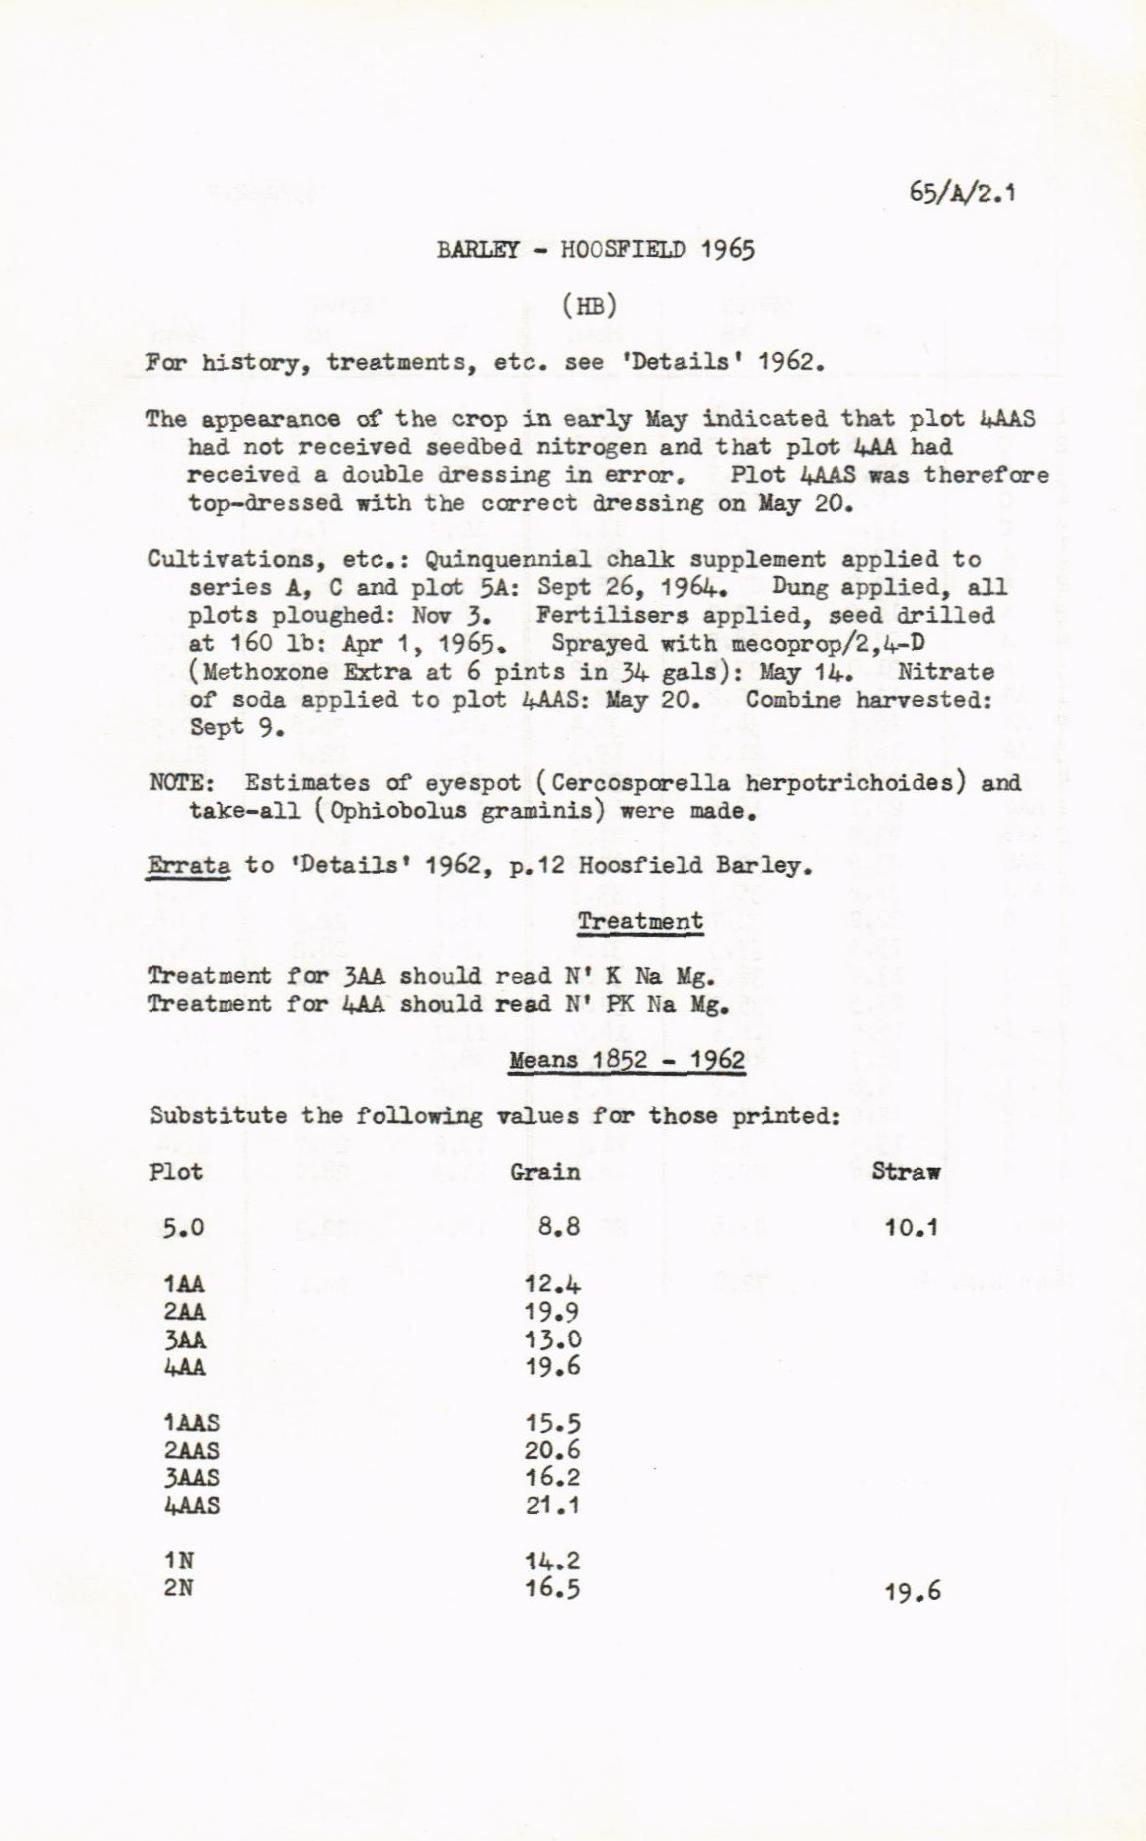 65/A/2.1
BARLEY - HOOSFIELD 1965
(HB)
For history, treatments, etc. see 'Details' 1962.
The appearance of the crop in early May indicated that plot 4AAS
had not received seedbed nitrogen and that plot 4AA had
received a double dressing in error. Plot 4AAS was therefore
top-dressed with the correct dressing on May 20.
Cultivations, etc.: Quinquennial chalk supplement applied to
series A, C and plot 5A: Sept 26, 1964. Dung applied, all
plots ploughed: Nov 3. Fertilisers applied, seed drilled
at 160 lb: Apr 1, 1965. Sprayed with mecoprop/2,4-D
(Methoxone Extra at 6 pints in 34 gals): May 14. Nitrate
of soda applied to plot 4AAS: May 20. Combine harvested:
Sept 9.
NOTE: Estimates of eyespot (Cercosporella herpotrichoides) and
take-all (Ophiobolus graminis) were made.
Errata to 'Details' 1962, p.12 Hoosfield Barley.
Treatment
Treatment for 3AA should read N' K Na Mg.
Treatment for 4AA should read N' PK Na Mg.
Means 1852 - 1962
Substitute the following values for those printed:
Plot Grain Straw
5.0 8.8 10.1
1AA 12.4
2AA 19.9
3AA 13.0
4AA 19.6
1AAS 15.5
2AAS 20.6
3AAS 16.2
4AAS 21.1
1N 14.2
2N 16.5 19.6